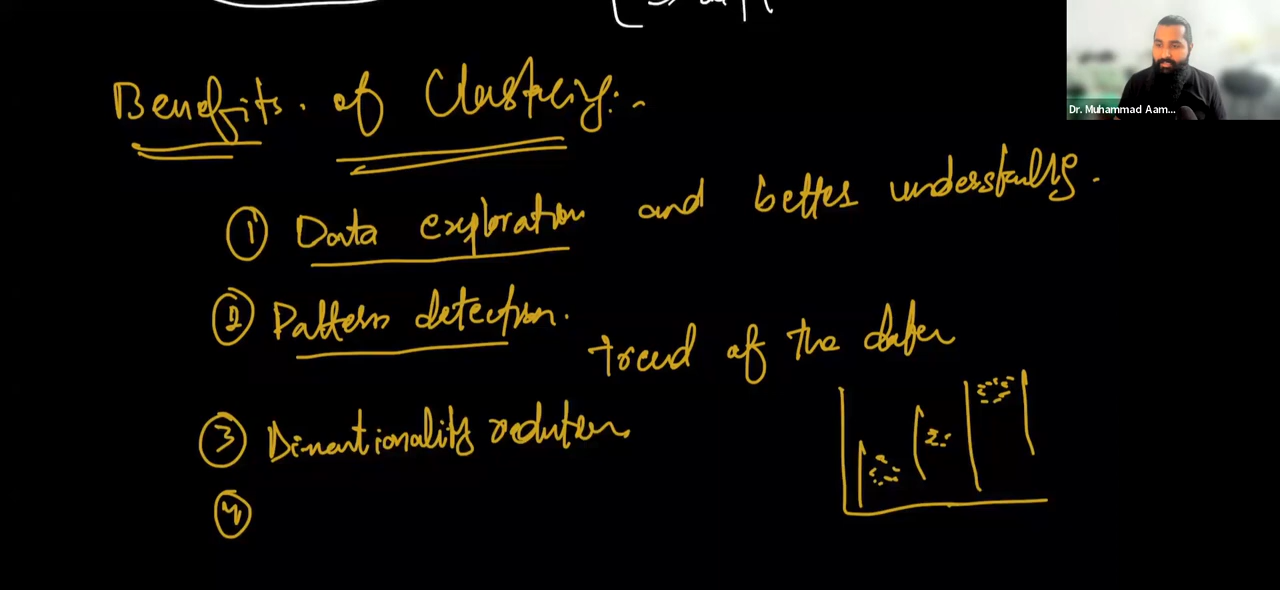 Benefits of Clustering:-
Dr. Muhammad Aam...
① Data exploration and better understanding.
② Pattern detection.
trend of the data
③ Dimentionality reduction
④